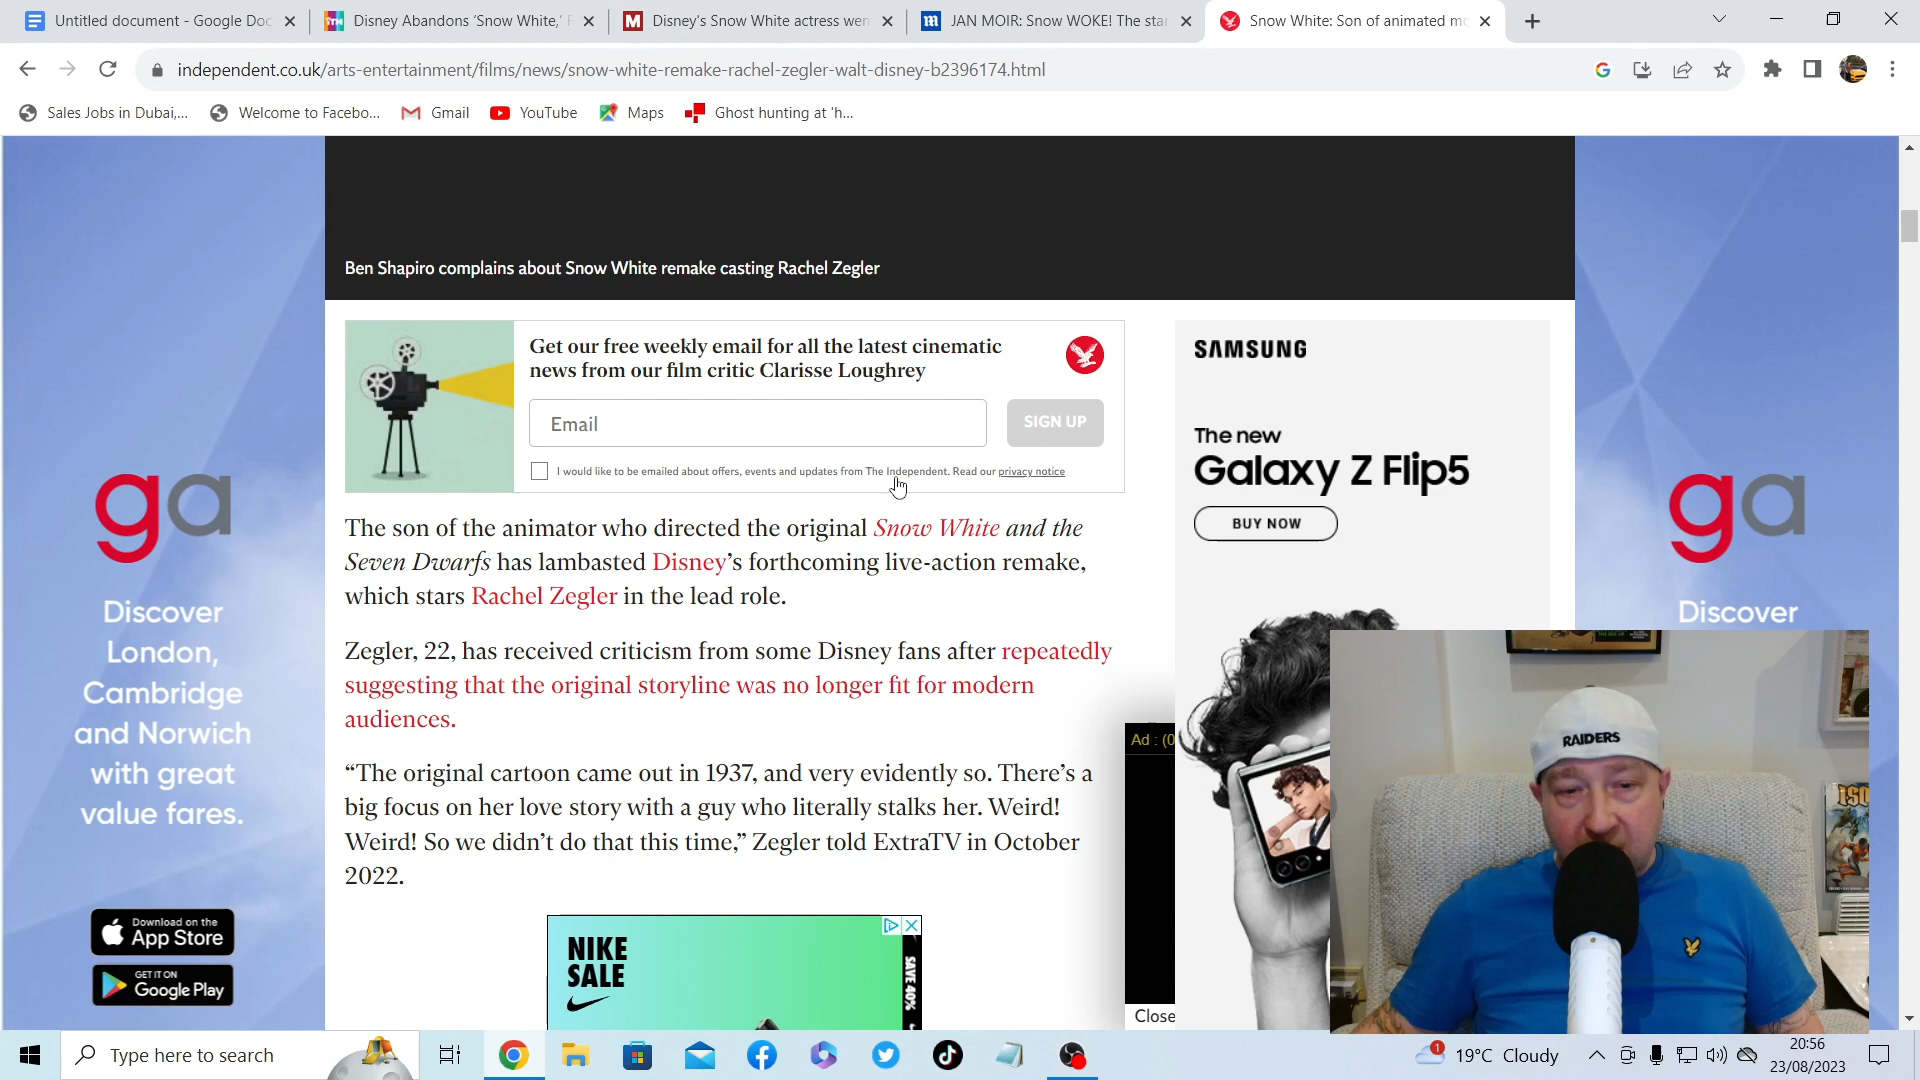 Untitled document - Google Doc
Disney Abandons 'Snow White,'
Disney's Snow White actress wen
JAN MOIR: Snow WOKE! The star
Snow White: Son of animated mo
independent.co.uk/arts-entertainment/films/news/snow-white-remake-rachel-zegler-walt-disney-b2396174.html
Sales Jobs in Dubai,...
Welcome to Facebo...
Gmail
YouTube
Maps
Ghost hunting at 'h...
Ben Shapiro complains about Snow White remake casting Rachel Zegler
Get our free weekly email for all the latest cinematic
news from our film critic Clarisse Loughrey
Email
SIGN UP
I would like to be emailed about offers, events and updates from The Independent. Read our privacy notice
The son of the animator who directed the original Snow White and the
Seven Dwarfs has lambasted Disney's forthcoming live-action remake,
which stars Rachel Zegler in the lead role.
Zegler, 22, has received criticism from some Disney fans after repeatedly
suggesting that the original storyline was no longer fit for modern
audiences.
“The original cartoon came out in 1937, and very evidently so. There's a
big focus on her love story with a guy who literally stalks her. Weird!
Weird! So we didn't do that this time,” Zegler told ExtraTV in October
2022.
NIKE
SALE
SAVE 40%
ga
Discover
London,
Cambridge
and Norwich
with great
value fares.
Download on the
App Store
GET IT ON
Google Play
SAMSUNG
The new
Galaxy Z Flip5
BUY NOW
Ad : (0
Close
ga
Discover
RAIDERS
Type here to search
1
19°C Cloudy
20:56
23/08/2023